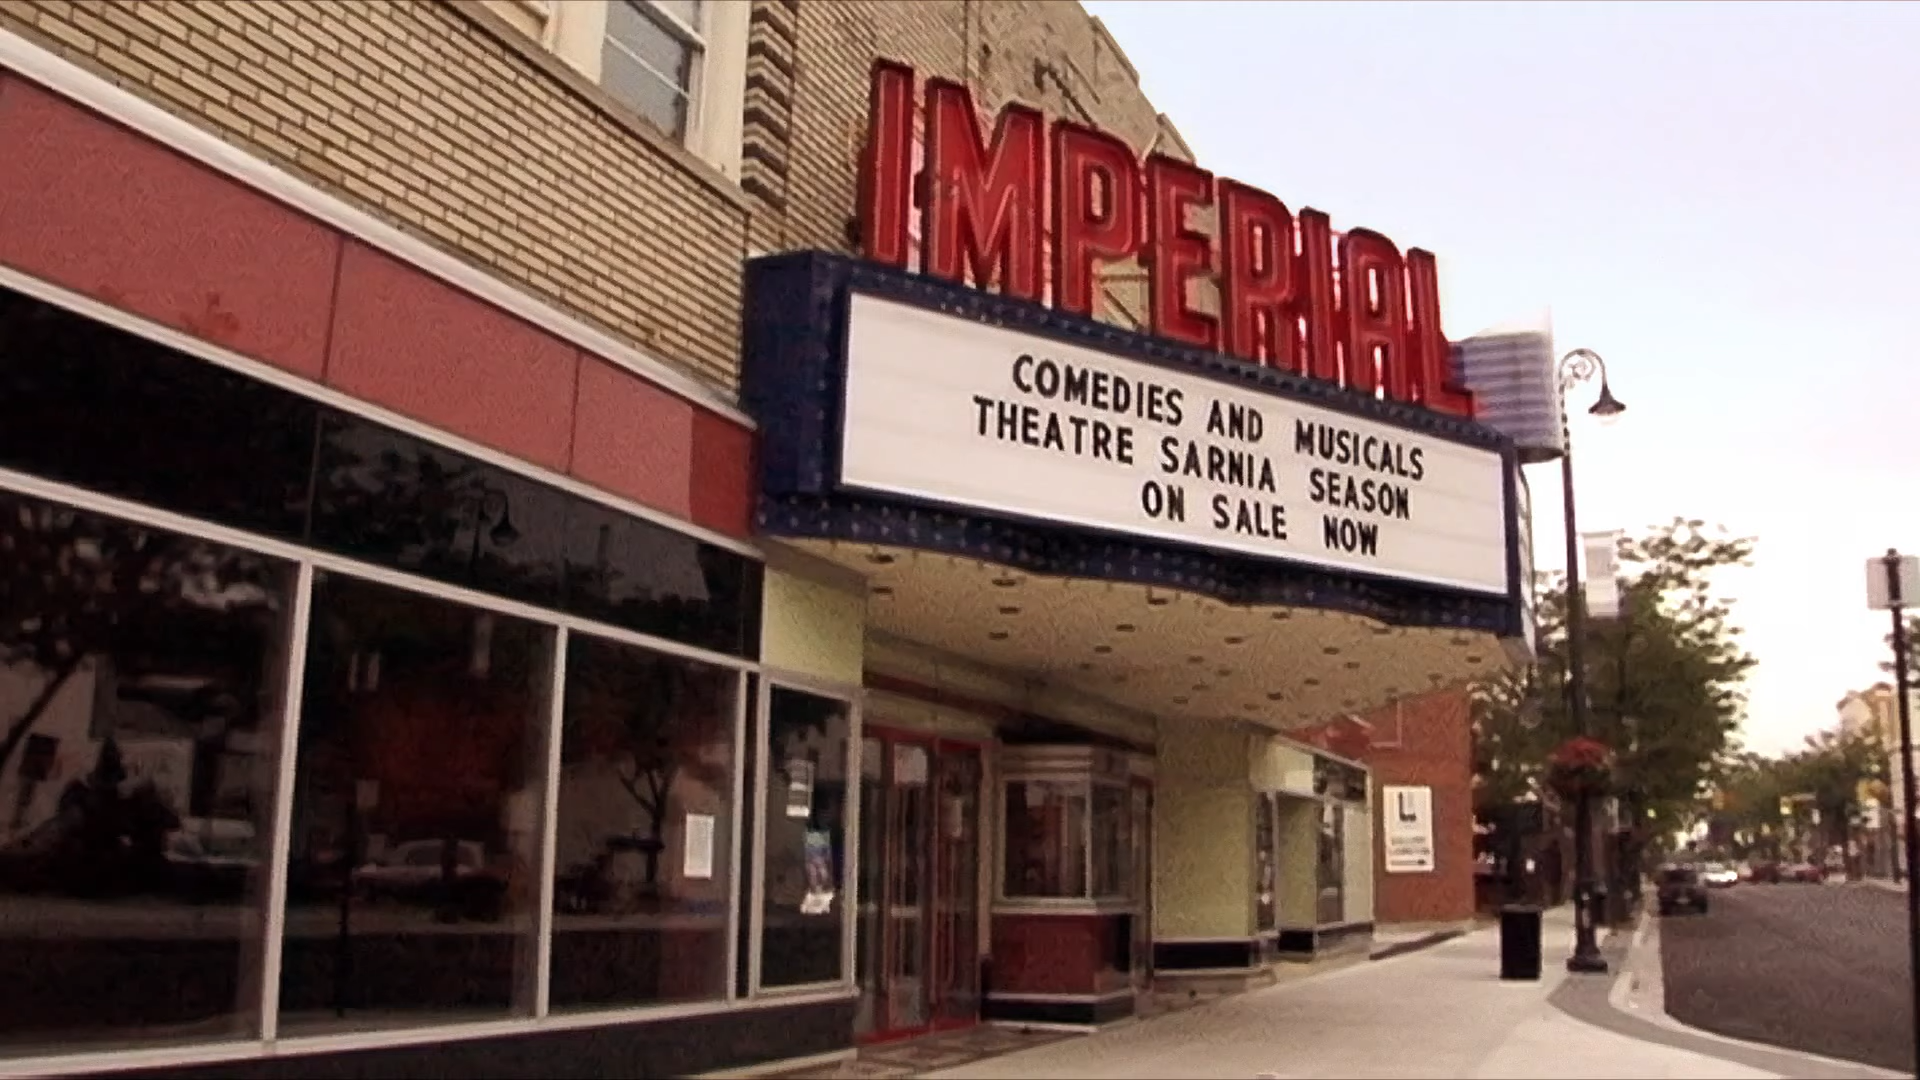 IMPERIAL
COMEDIES AND MUSICALS
THEATRE SARNIA SEASON
ON SALE NOW
L